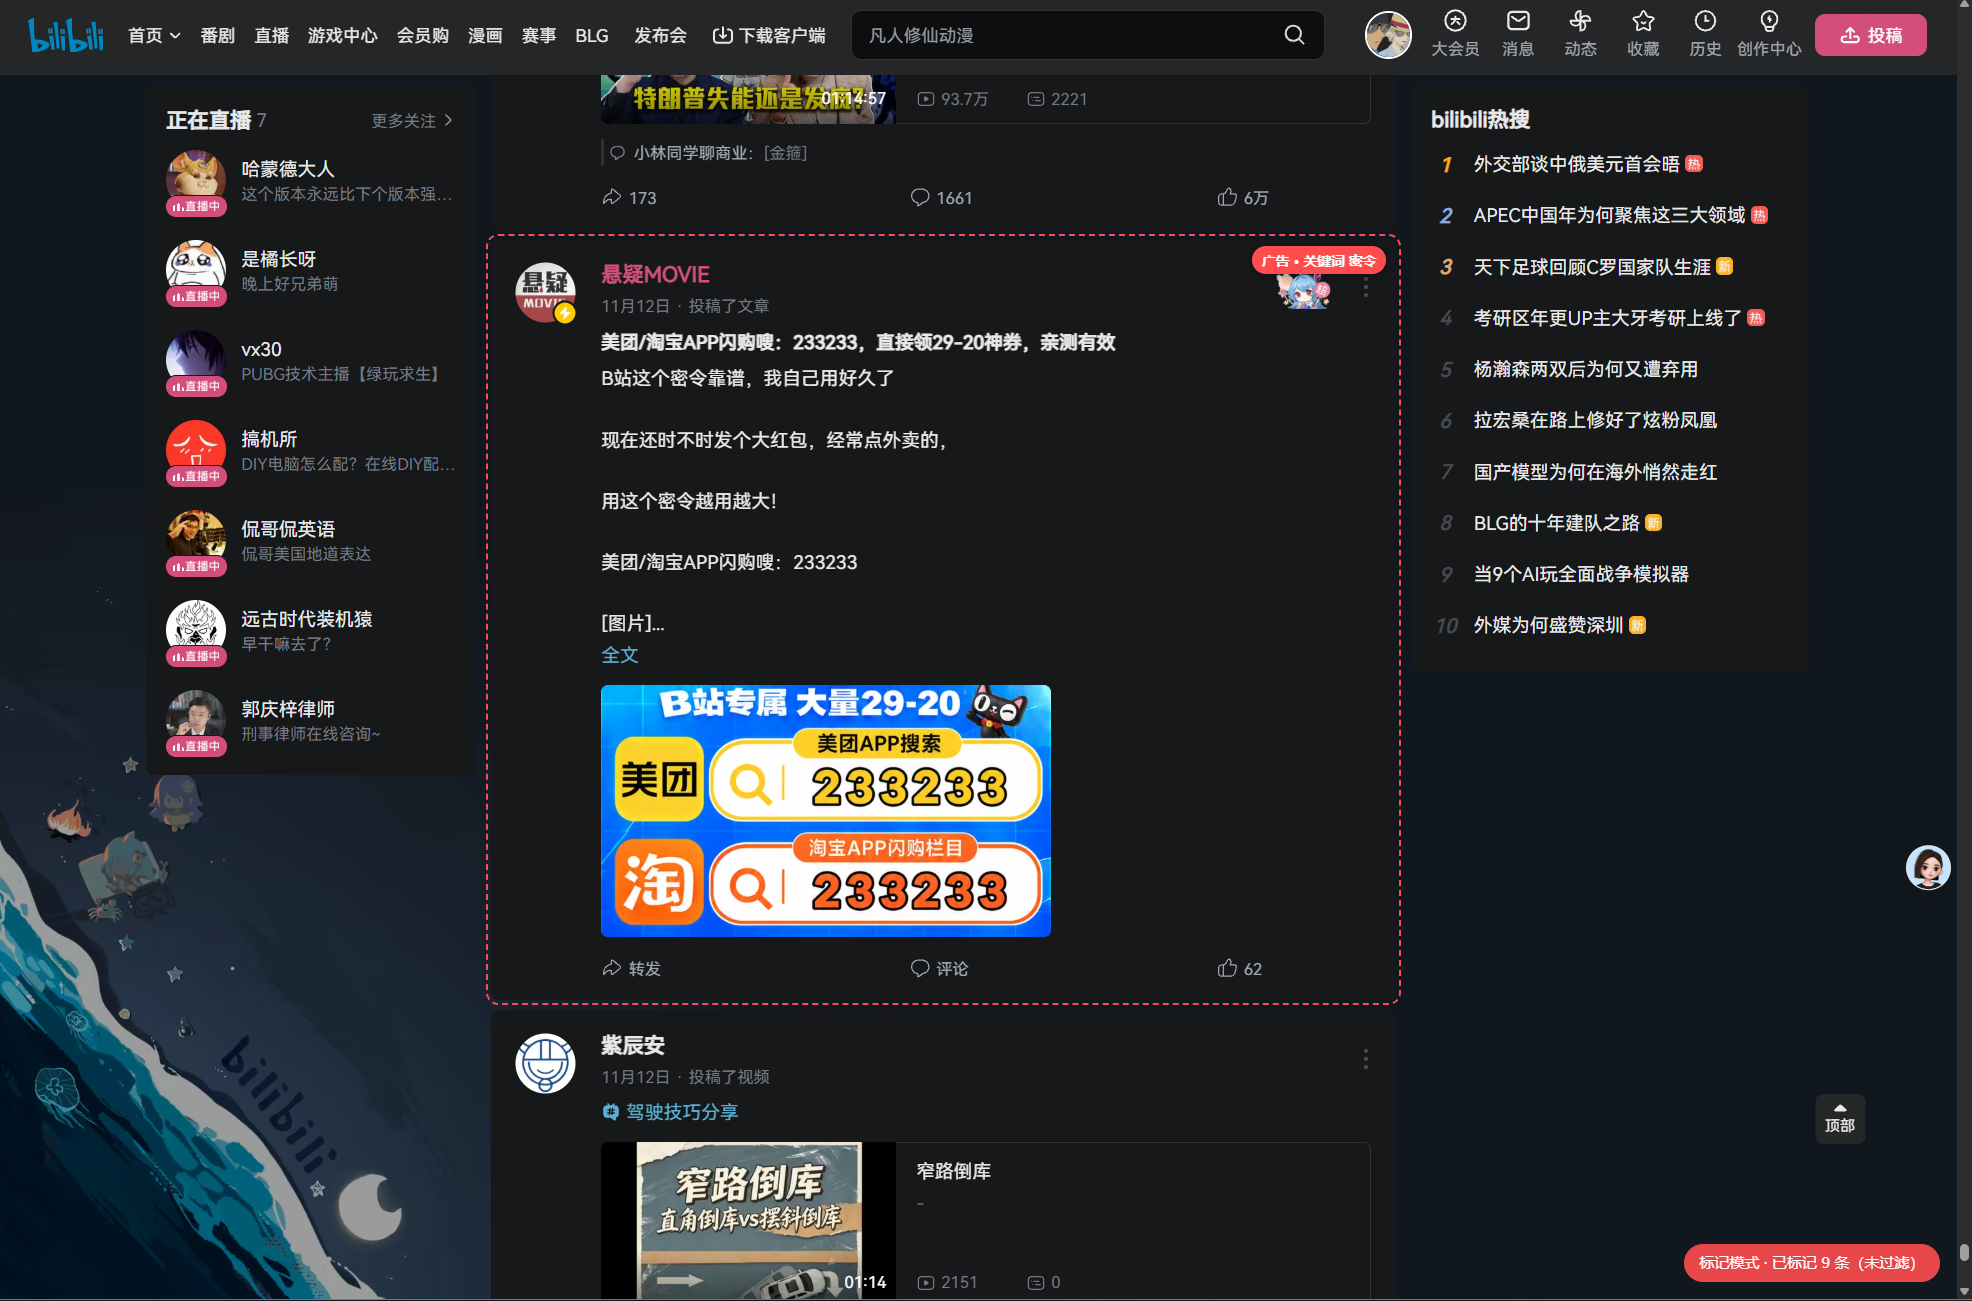 bilibili
首页
番剧
直播
游戏中心
会员购
漫画
赛事
BLG
发布会
下载客户端
凡人修仙动漫
大会员
消息
动态
收藏
历史
创作中心
投稿
正在直播 7
更多关注
哈蒙德大人
这个版本永远比下个版本强...
直播中
是橘长呀
晚上好兄弟萌
直播中
vx30
PUBG技术主播【绿玩求生】
直播中
搞机所
DIY电脑怎么配？在线DIY配...
直播中
侃哥侃英语
侃哥美国地道表达
直播中
远古时代装机猿
早干嘛去了？
直播中
郭庆梓律师
刑事律师在线咨询~
直播中
特朗普失能还是发疯?
01:14:57
93.7万
2221
小林同学聊商业：[金箍]
173
1661
6万
广告 • 关键词 密令
悬疑
MOVIE
悬疑MOVIE
11月12日 · 投稿了文章
美团/淘宝APP闪购嗖：233233，直接领29-20神券，亲测有效
B站这个密令靠谱，我自己用好久了
现在还时不时发个大红包，经常点外卖的，
用这个密令越用越大！
美团/淘宝APP闪购嗖：233233
[图片]...
全文
B站专属 大量29-20
美团APP搜索
美团
233233
淘宝APP闪购栏目
淘
233233
转发
评论
62
紫辰安
11月12日 · 投稿了视频
驾驶技巧分享
窄路倒库
直角倒库vs摆斜倒库
01:14
窄路倒库
-
2151
0
bilibili热搜
1 外交部谈中俄美元首会晤 热
2 APEC中国年为何聚焦这三大领域 热
3 天下足球回顾C罗国家队生涯 新
4 考研区年更UP主大牙考研上线了 热
5 杨瀚森两双后为何又遭弃用
6 拉宏桑在路上修好了炫粉凤凰
7 国产模型为何在海外悄然走红
8 BLG的十年建队之路 新
9 当9个AI玩全面战争模拟器
10 外媒为何盛赞深圳 新
bilibili
顶部
标记模式 · 已标记 9 条（未过滤）